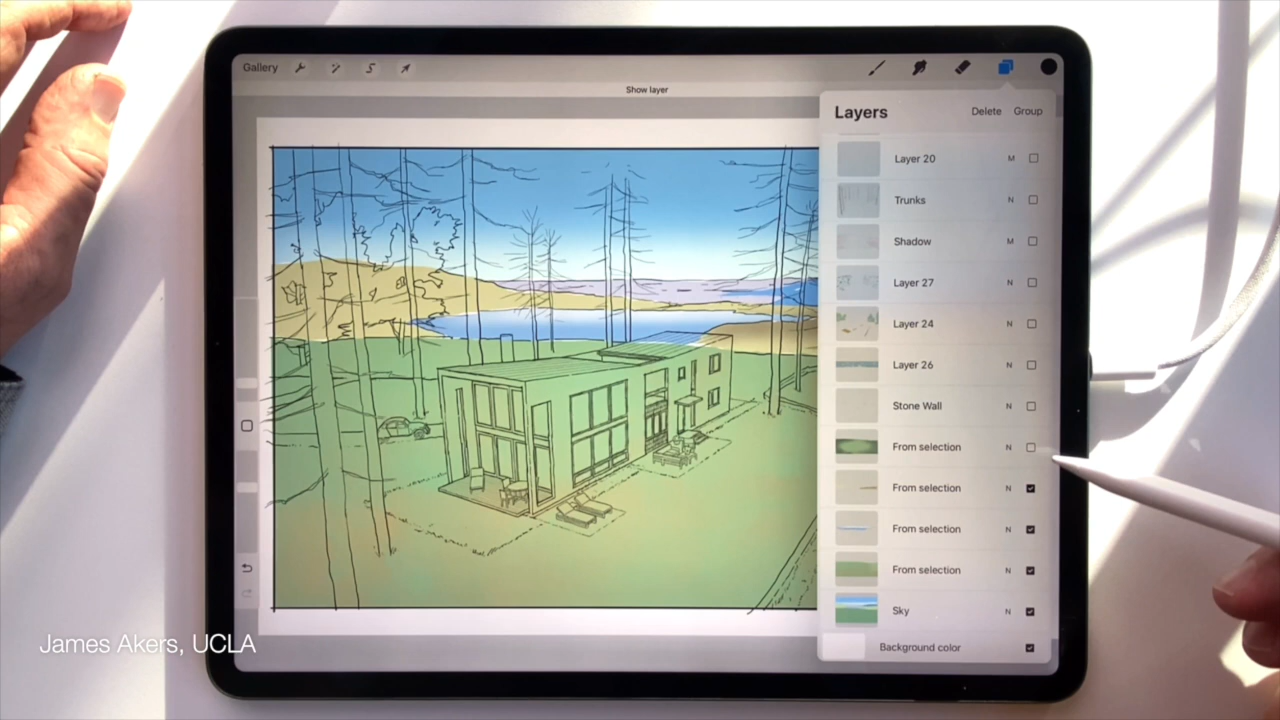 Gallery
Show layer
Layers
Delete Group
Layer 20 M
Trunks N
Shadow M
Layer 27 N
Layer 24 N
Layer 26 N
Stone Wall N
From selection N
From selection N
From selection N
From selection N
Sky N
Background color
James Akers, UCLA